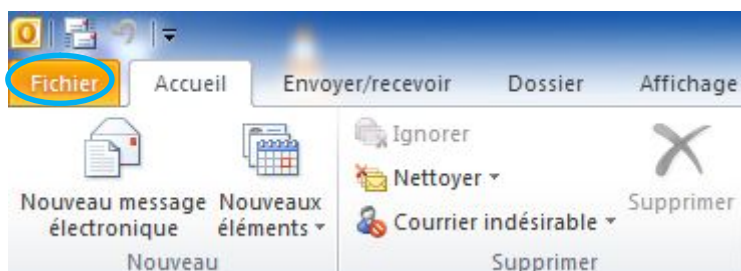 Fichier Accueil Envoyer/recevoir Dossier Affichage
Ignorer
Nettoyer
Nouveau message Nouveaux Supprimer
électronique éléments Courrier indésirable
Nouveau Supprimer